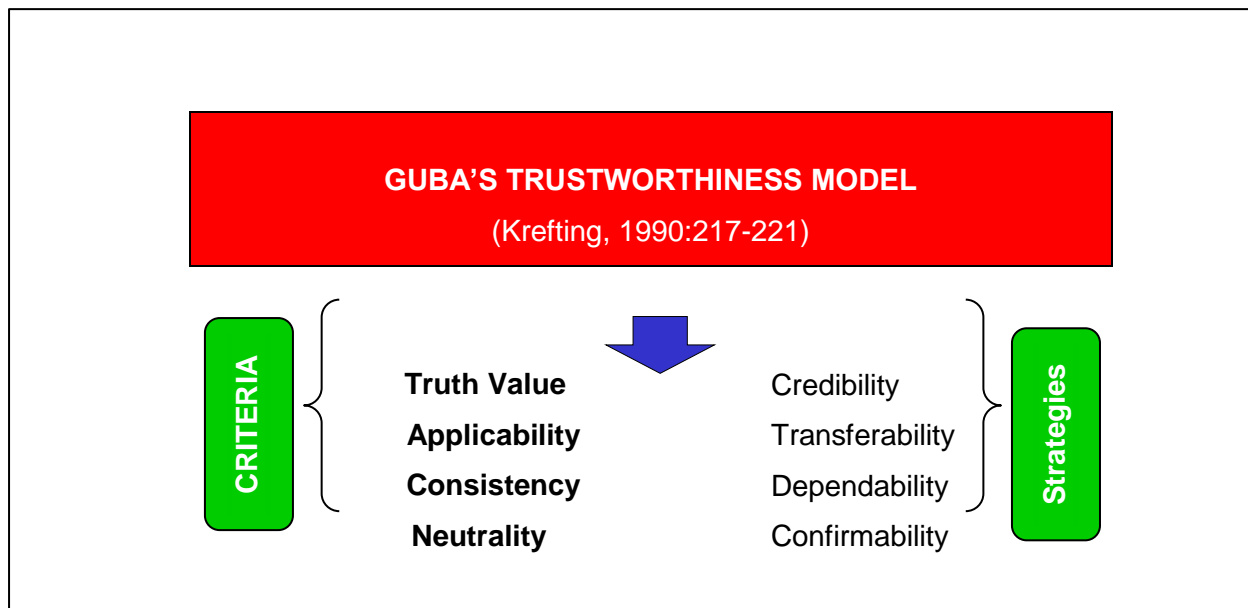 GUBA’S TRUSTWORTHINESS MODEL
(Krefting, 1990:217-221)
CRITERIA
Truth Value Credibility
Applicability Transferability
Consistency Dependability
Neutrality Confirmability
Strategies